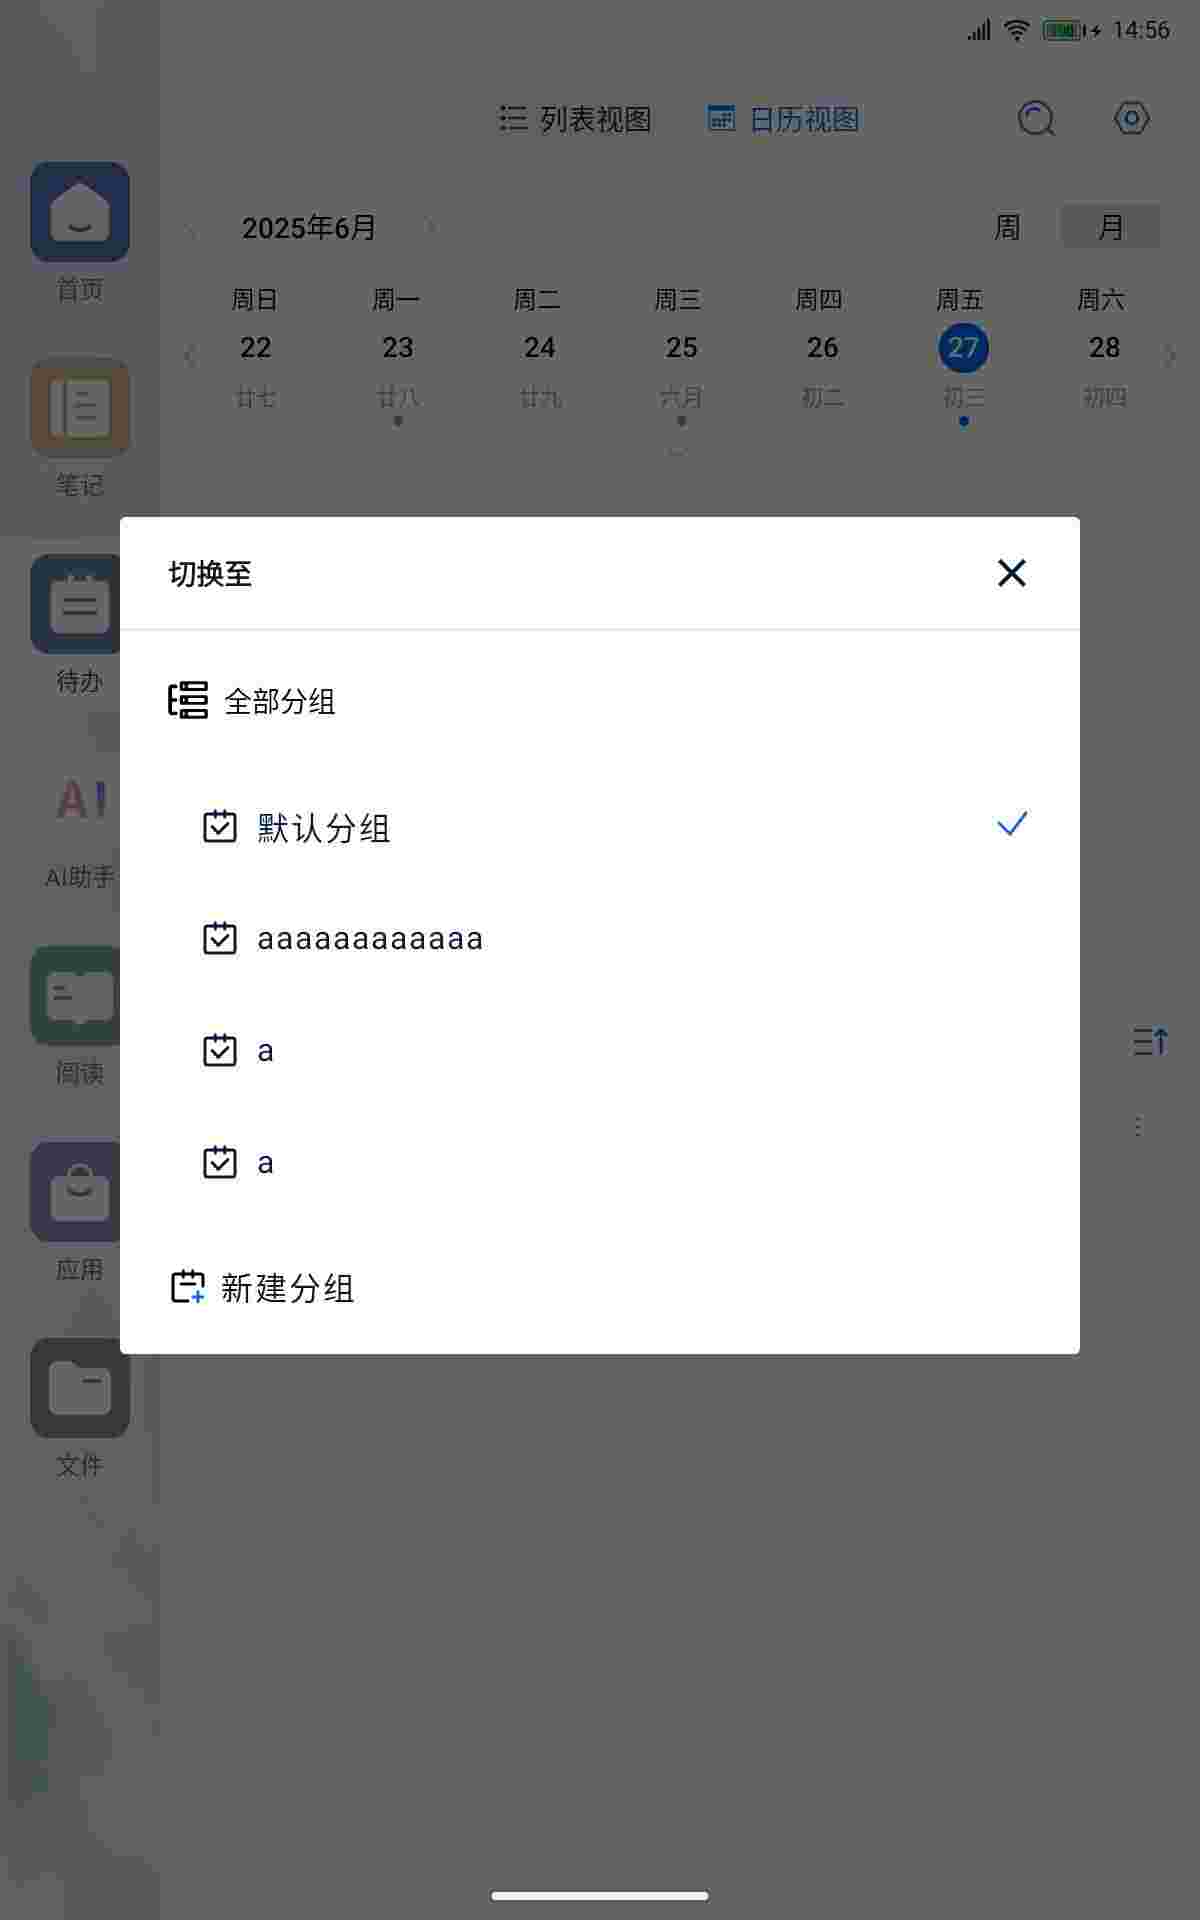 14:56
列表视图 日历视图
2025年6月 周 月
周日 周一 周二 周三 周四 周五 周六
22 23 24 25 26 27 28
廿七 廿八 廿九 六月 初二 初三 初四
首页
笔记
待办
AI
AI助手
阅读
应用
文件
切换至
全部分组
默认分组
aaaaaaaaaaaa
a
a
新建分组